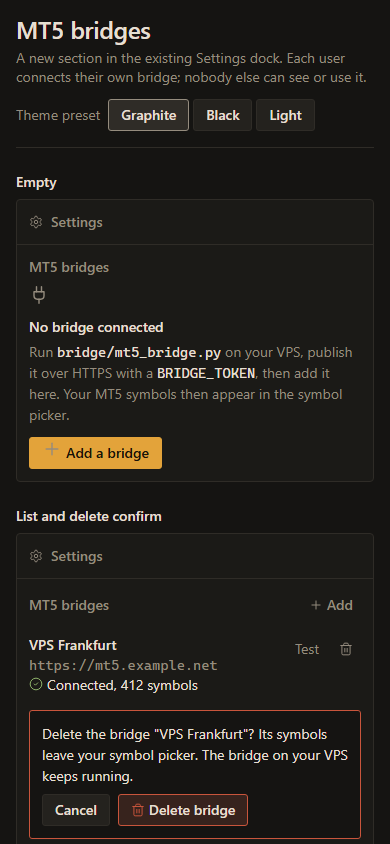 MT5 bridges
A new section in the existing Settings dock. Each user
connects their own bridge; nobody else can see or use it.
Theme preset Graphite Black Light
Empty
Settings
MT5 bridges
No bridge connected
Run bridge/mt5_bridge.py on your VPS, publish
it over HTTPS with a BRIDGE_TOKEN, then add it
here. Your MT5 symbols then appear in the symbol
picker.
Add a bridge
List and delete confirm
Settings
MT5 bridges Add
VPS Frankfurt Test
https://mt5.example.net
Connected, 412 symbols
Delete the bridge "VPS Frankfurt"? Its symbols
leave your symbol picker. The bridge on your VPS
keeps running.
Cancel Delete bridge